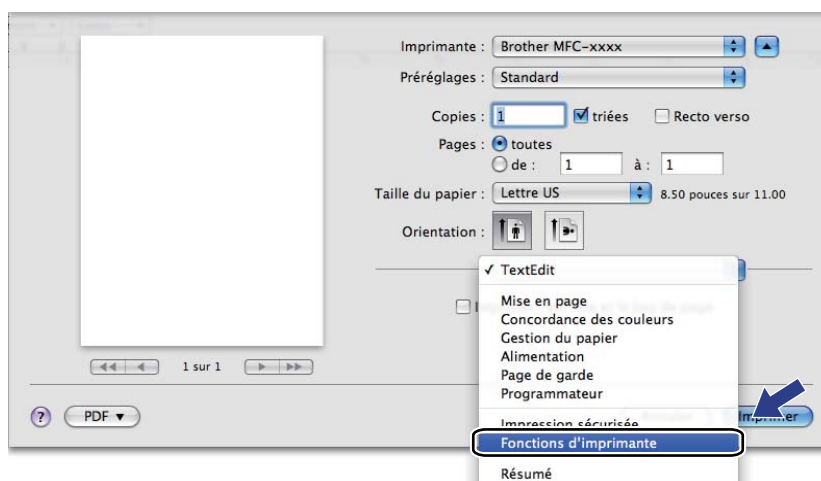 Imprimante : Brother MFC-xxxx
Préréglages : Standard
Copies : 1 triées Recto verso
Pages : toutes
de : 1 à : 1
Taille du papier : Lettre US 8.50 pouces sur 11.00
Orientation :
✓ TextEdit
Mise en page
Concordance des couleurs
Gestion du papier
Alimentation
Page de garde
Programmateur
Impression sécurisée
Fonctions d'imprimante
Résumé
1 sur 1
? PDF ▼
Imprimer